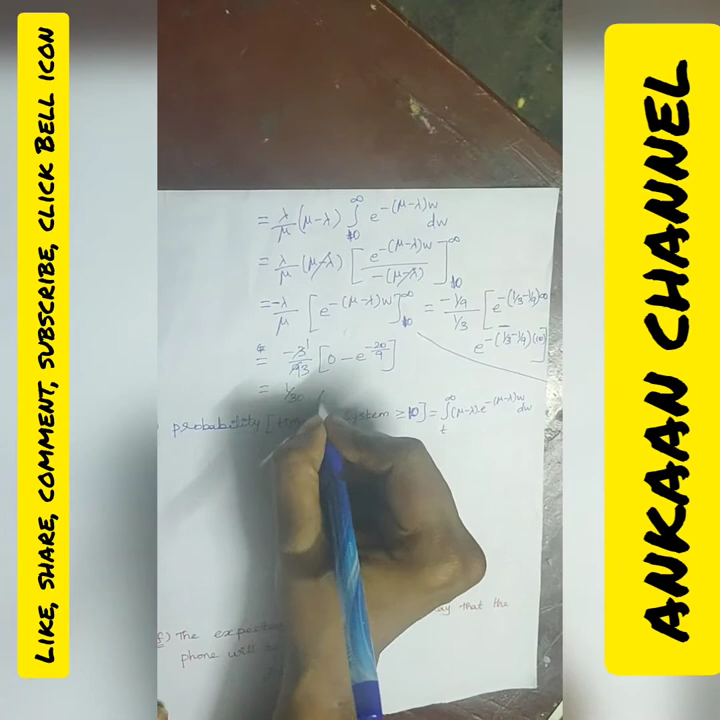 LIKE, SHARE, COMMENT, SUBSCRIBE, CLICK BELL ICON
= λ/μ (μ-λ) ∫₁₀^∞ e^-(μ-λ)w dw
= λ/μ (μ-λ) [e^-(μ-λ)w / -(μ-λ)]₁₀^∞
= -λ/μ [e^-(μ-λ)w]₁₀^∞ = -1/9 / 1/3 [e^-(1/3-1/9)∞
e^-(1/3-1/9)(10)]
= -3/9 [0 - e^-20/9]
= 1/30
probability [ system ≥ 10] = ∫ₜ^∞ (μ-λ) e^-(μ-λ)w dw
f) The
that the
phone will
ANKAAN CHANNEL